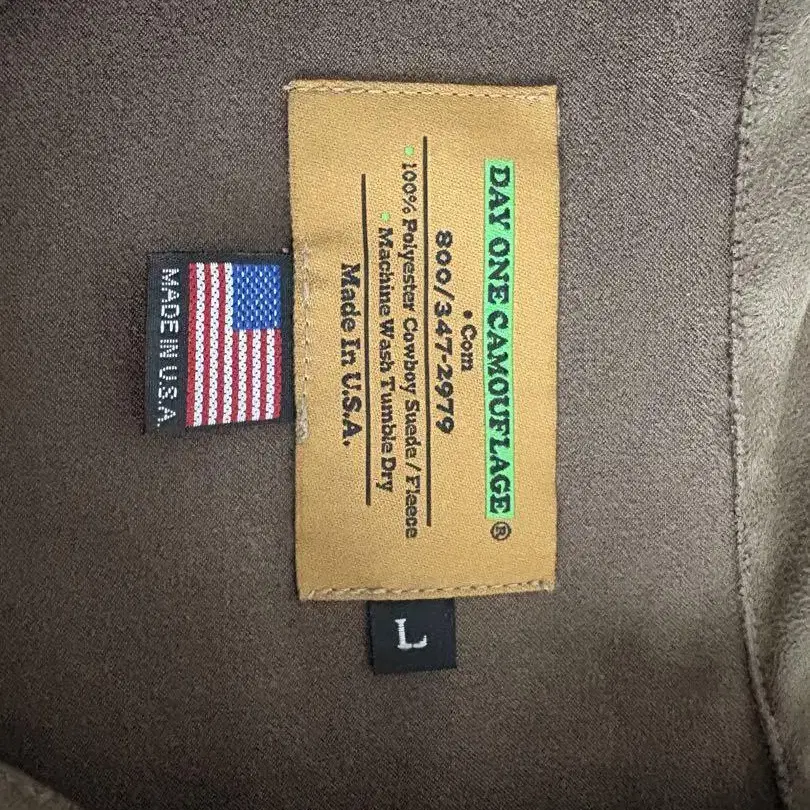 DAY ONE CAMOUFLAGE®
• Com
800/347-2979
• 100% Polyester Cowboy Suede / Fleece
• Machine Wash Tumble Dry
Made In U.S.A.
MADE IN U.S.A.
L